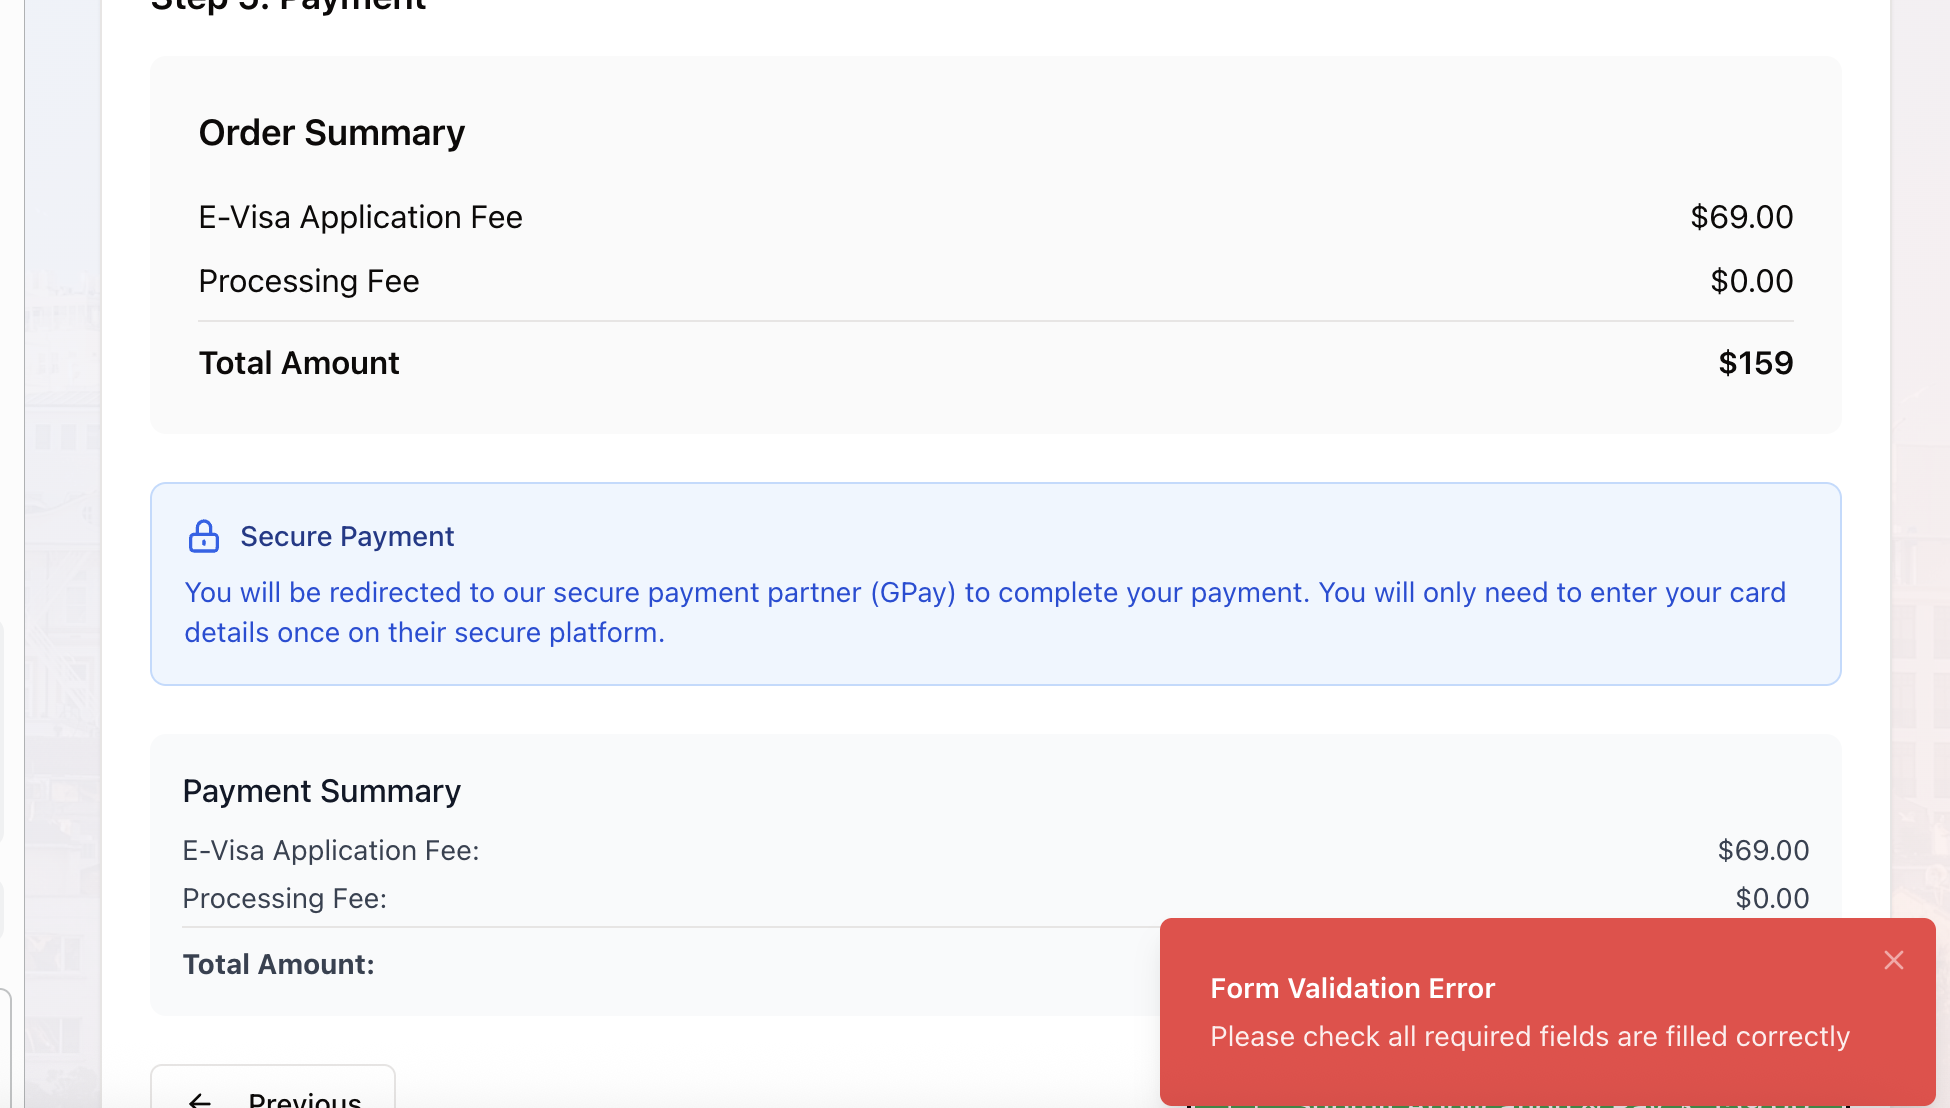 Step 5: Payment
Order Summary
E-Visa Application Fee $69.00
Processing Fee $0.00
Total Amount $159
Secure Payment
You will be redirected to our secure payment partner (GPay) to complete your payment. You will only need to enter your card
details once on their secure platform.
Payment Summary
E-Visa Application Fee: $69.00
Processing Fee: $0.00
Total Amount:
Form Validation Error
Please check all required fields are filled correctly
Previous